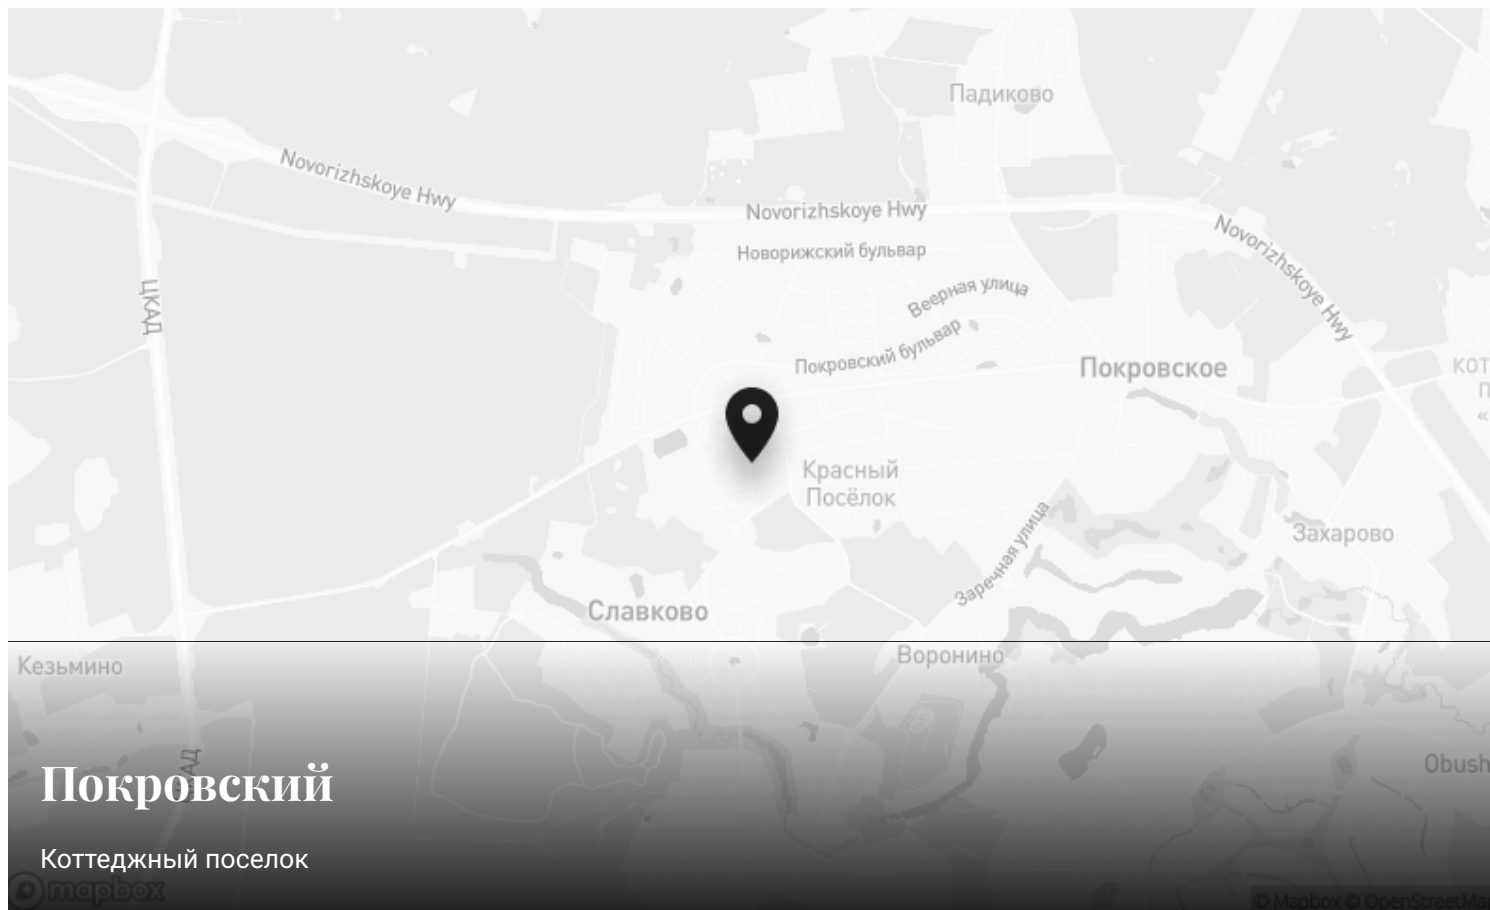 Падиково
Novorizhskoye Hwy
Novorizhskoye Hwy
Novorizhskoye Hwy
Новорижский бульвар
Веерная улица
ЦКАД
Покровский бульвар
Покровское
КОТ
П
«
Красный
Посёлок
Заречная улица
Захарово
Славково
Воронино
Кезьмино
Obush
Покровский
Коттеджный поселок
mapbox
© Mapbox © OpenStreetMa